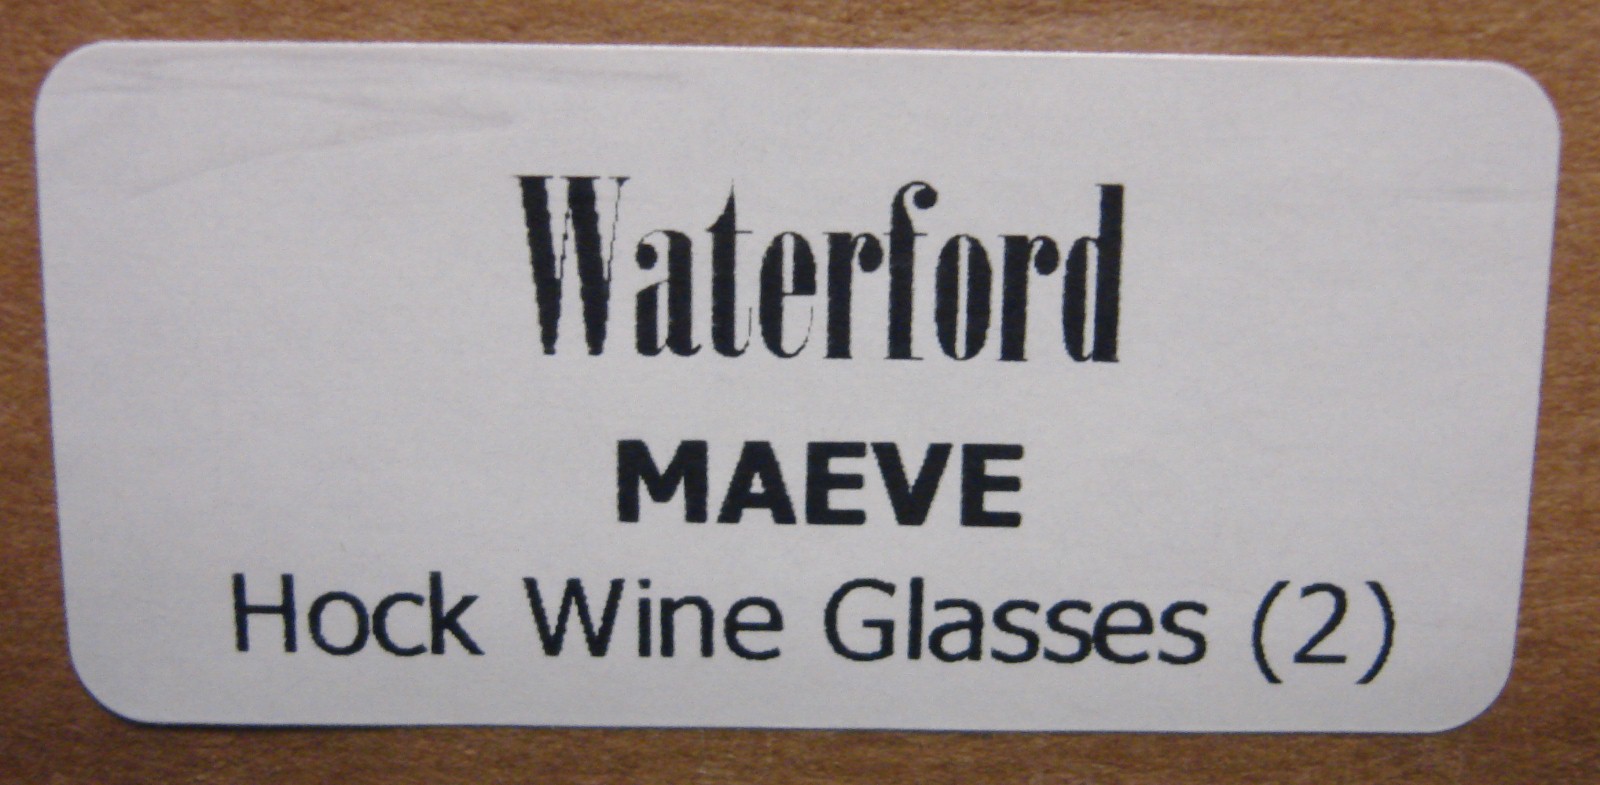 Waterford
MAEVE
Hock Wine Glasses (2)